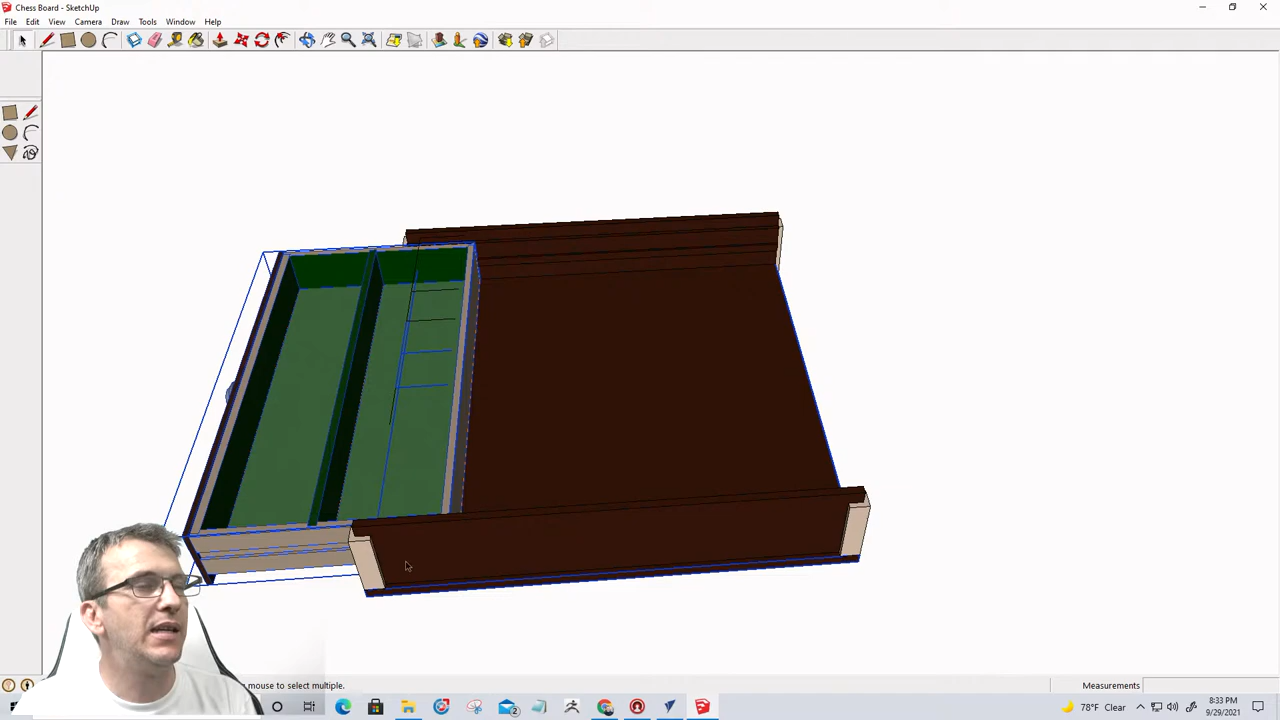 Chess Board - SketchUp
File Edit View Camera Draw Tools Window Help
mouse to select multiple.
Measurements
2
78°F Clear
8:33 PM
9/29/2021